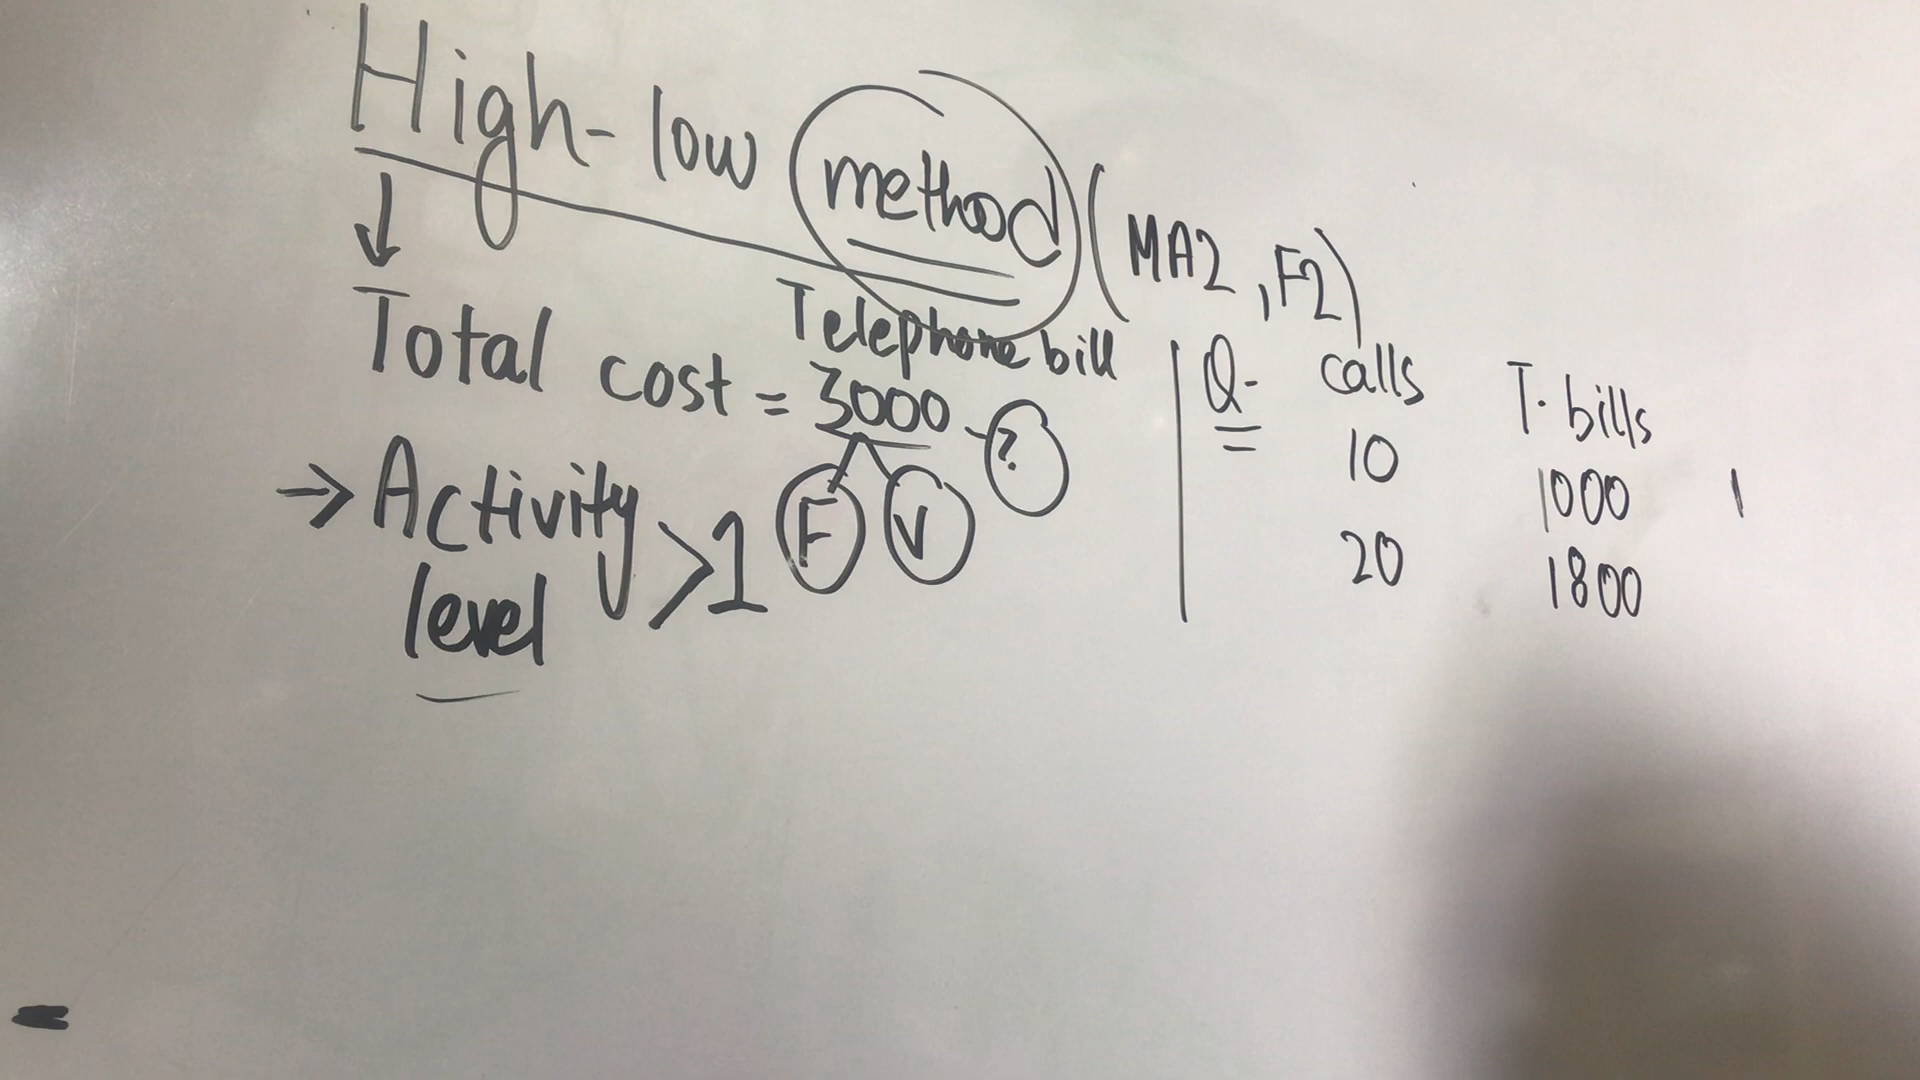 High-low method (MA2, F2)
Telephone bill
Total cost = 3000 - ?
F V
→ Activity level >1
Q- calls T. bills
10 1000
20 1800